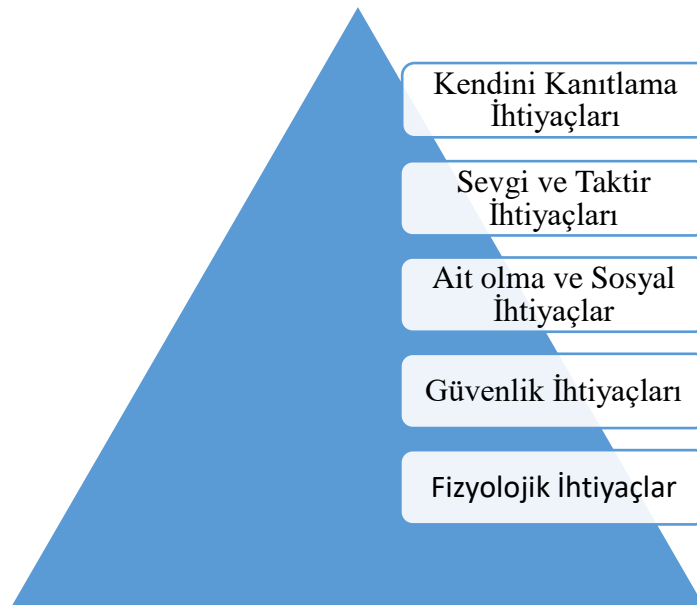 Kendini Kanıtlama
İhtiyaçları
Sevgi ve Taktir
İhtiyaçları
Ait olma ve Sosyal
İhtiyaçlar
Güvenlik İhtiyaçları
Fizyolojik İhtiyaçlar